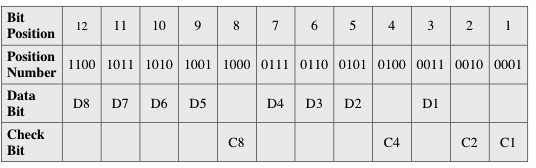 Bit Position 12 11 10 9 8 7 6 5 4 3 2 1
Position Number 1100 1011 1010 1001 1000 0111 0110 0101 0100 0011 0010 0001
Data Bit D8 D7 D6 D5 D4 D3 D2 D1
Check Bit C8 C4 C2 C1